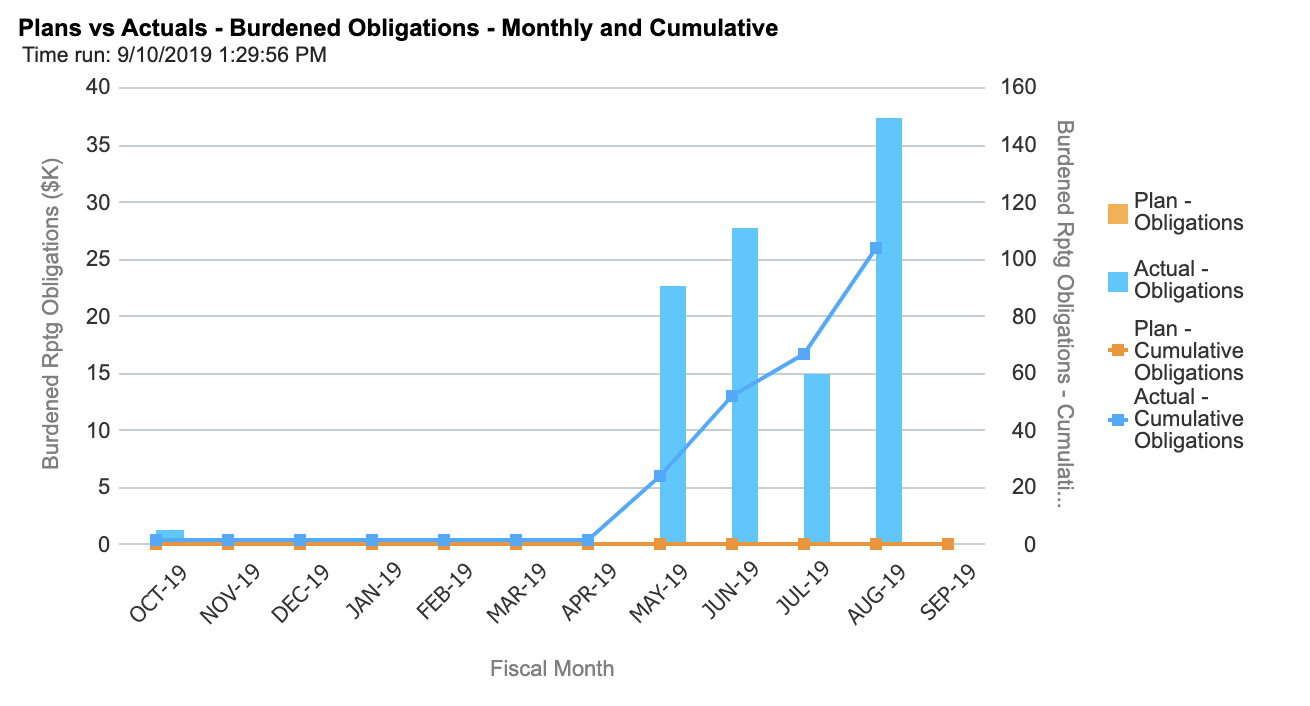 Plans vs Actuals - Burdened Obligations - Monthly and Cumulative
Time run: 9/10/2019 1:29:56 PM
40
35
30
25
20
15
10
5
0
Burdened Rptg Obligations ($K)
160
140
120
100
80
60
40
20
0
Burdened Rptg Obligations - Cumulati...
OCT-19
NOV-19
DEC-19
JAN-19
FEB-19
MAR-19
APR-19
MAY-19
JUN-19
JUL-19
AUG-19
SEP-19
Fiscal Month
Plan -
Obligations
Actual -
Obligations
Plan -
Cumulative
Obligations
Actual -
Cumulative
Obligations